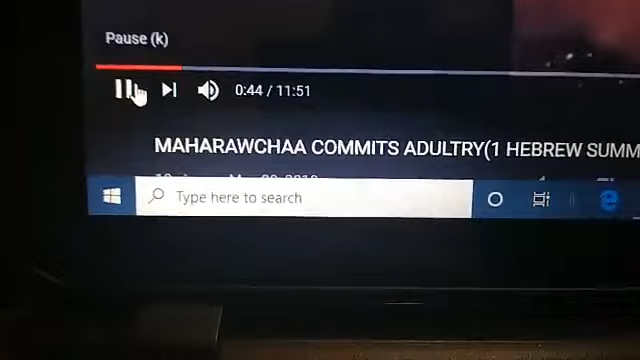 Pause (k)
0:44 / 11:51
MAHARAWCHAA COMMITS ADULTRY(1 HEBREW SUMM
Type here to search